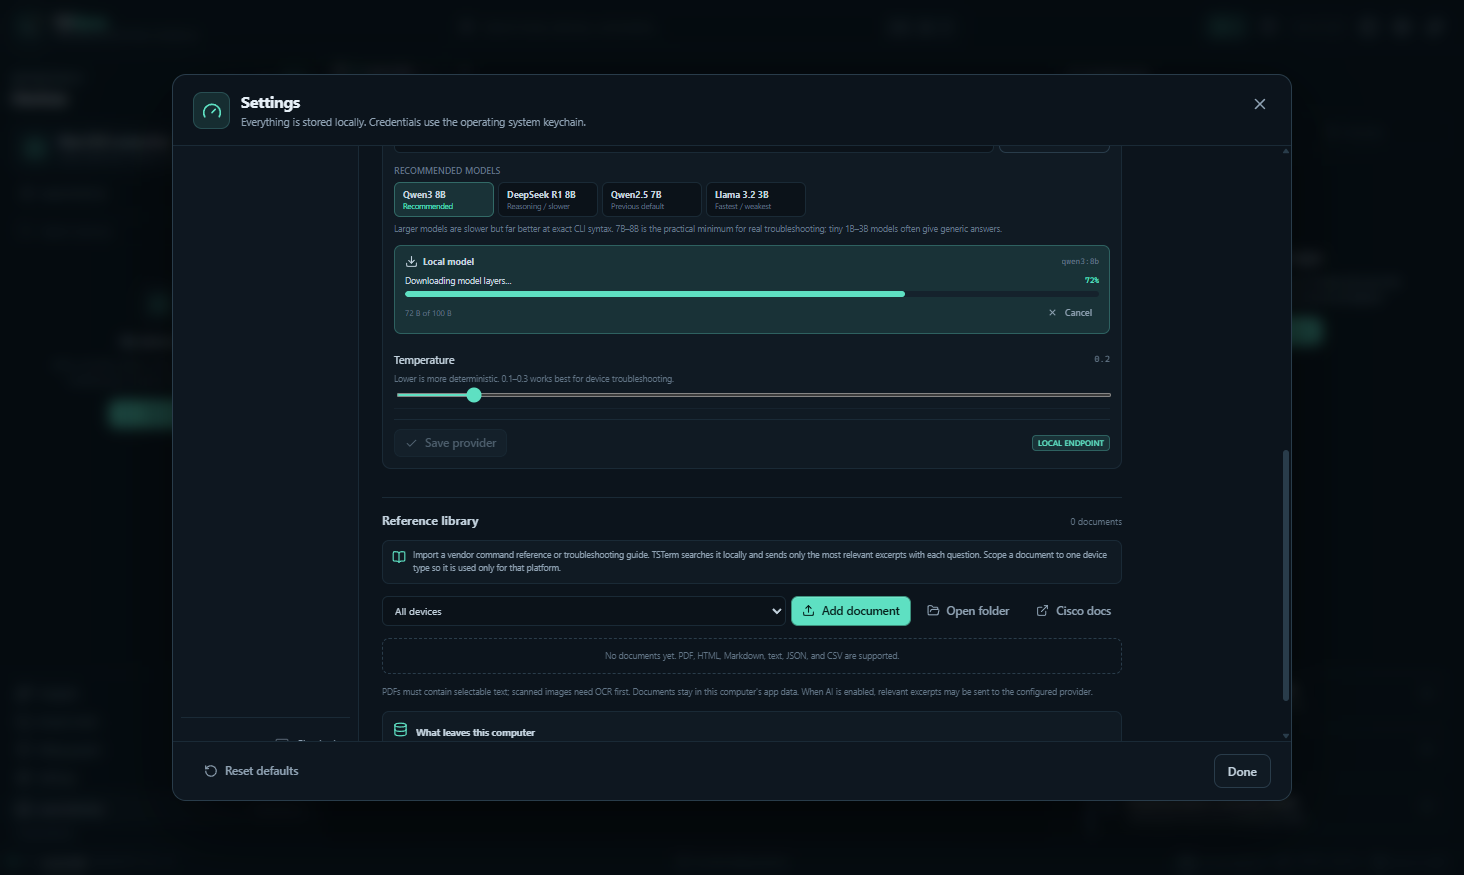 Settings
Everything is stored locally. Credentials use the operating system keychain.
RECOMMENDED MODELS
Qwen3 8B
Recommended
DeepSeek R1 8B
Reasoning / slower
Qwen2.5 7B
Previous default
Llama 3.2 3B
Fastest / weakest
Larger models are slower but far better at exact CLI syntax. 7B–8B is the practical minimum for real troubleshooting; tiny 1B–3B models often give generic answers.
Local model
qwen3:8b
Downloading model layers...
72%
72 B of 100 B
Cancel
Temperature
0.2
Lower is more deterministic. 0.1–0.3 works best for device troubleshooting.
Save provider
LOCAL ENDPOINT
Reference library
0 documents
Import a vendor command reference or troubleshooting guide. TSTerm searches it locally and sends only the most relevant excerpts with each question. Scope a document to one device
type so it is used only for that platform.
All devices
Add document
Open folder
Cisco docs
No documents yet. PDF, HTML, Markdown, text, JSON, and CSV are supported.
PDFs must contain selectable text; scanned images need OCR first. Documents stay in this computer's app data. When AI is enabled, relevant excerpts may be sent to the configured provider.
What leaves this computer
Reset defaults
Done